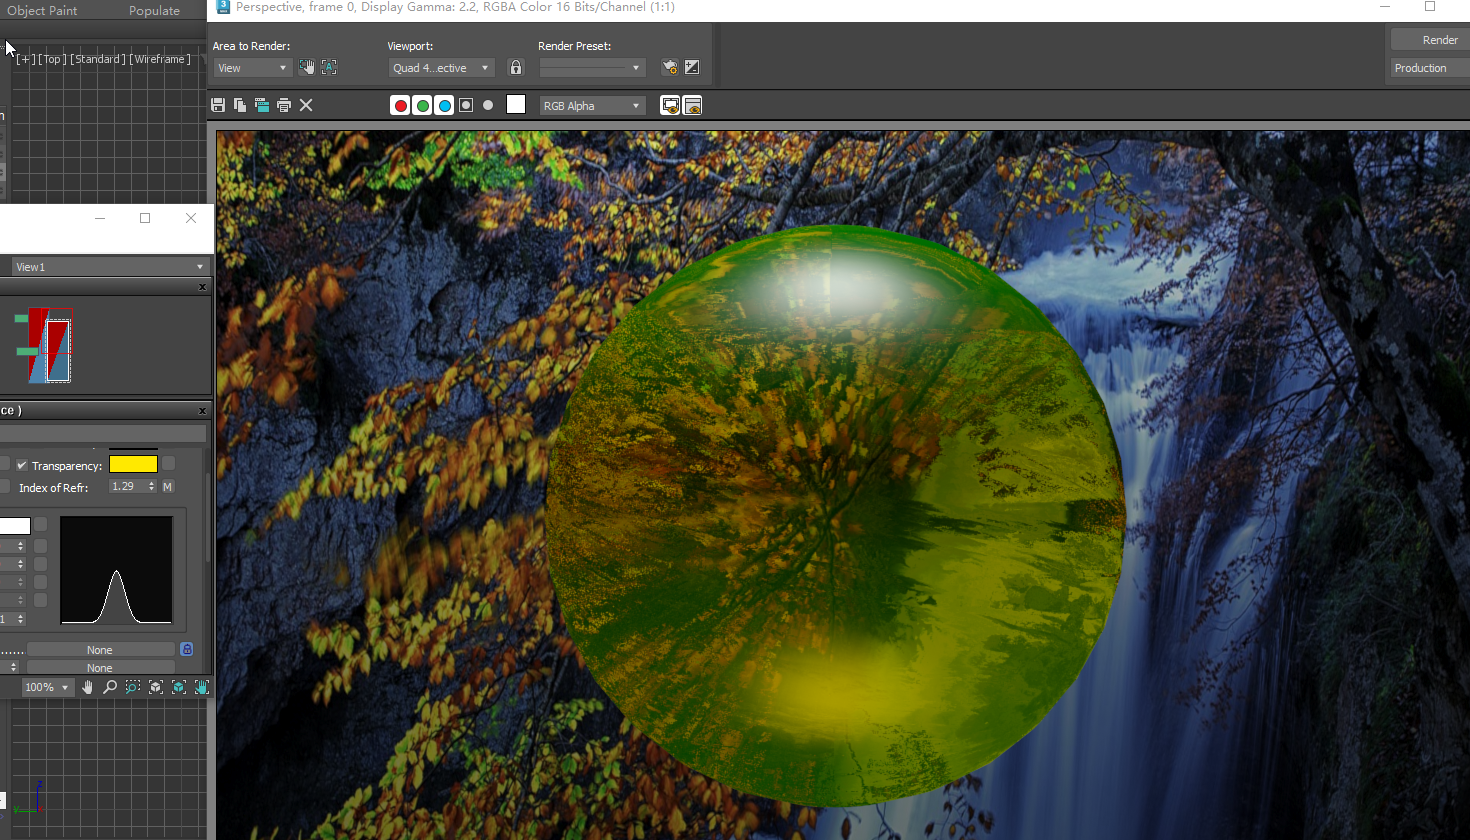 Object Paint
Populate
3
Perspective, frame 0, Display Gamma: 2.2, RGBA Color 16 Bits/Channel (1:1)
Area to Render:
Viewport:
Render Preset:
Render
View
Quad 4...ective
Production
[+] [Top] [Standard] [Wireframe]
RGB Alpha
n
View1
x
ce )
x
Transparency:
Index of Refr:
1.29
M
1
......
None
None
100%
z
y